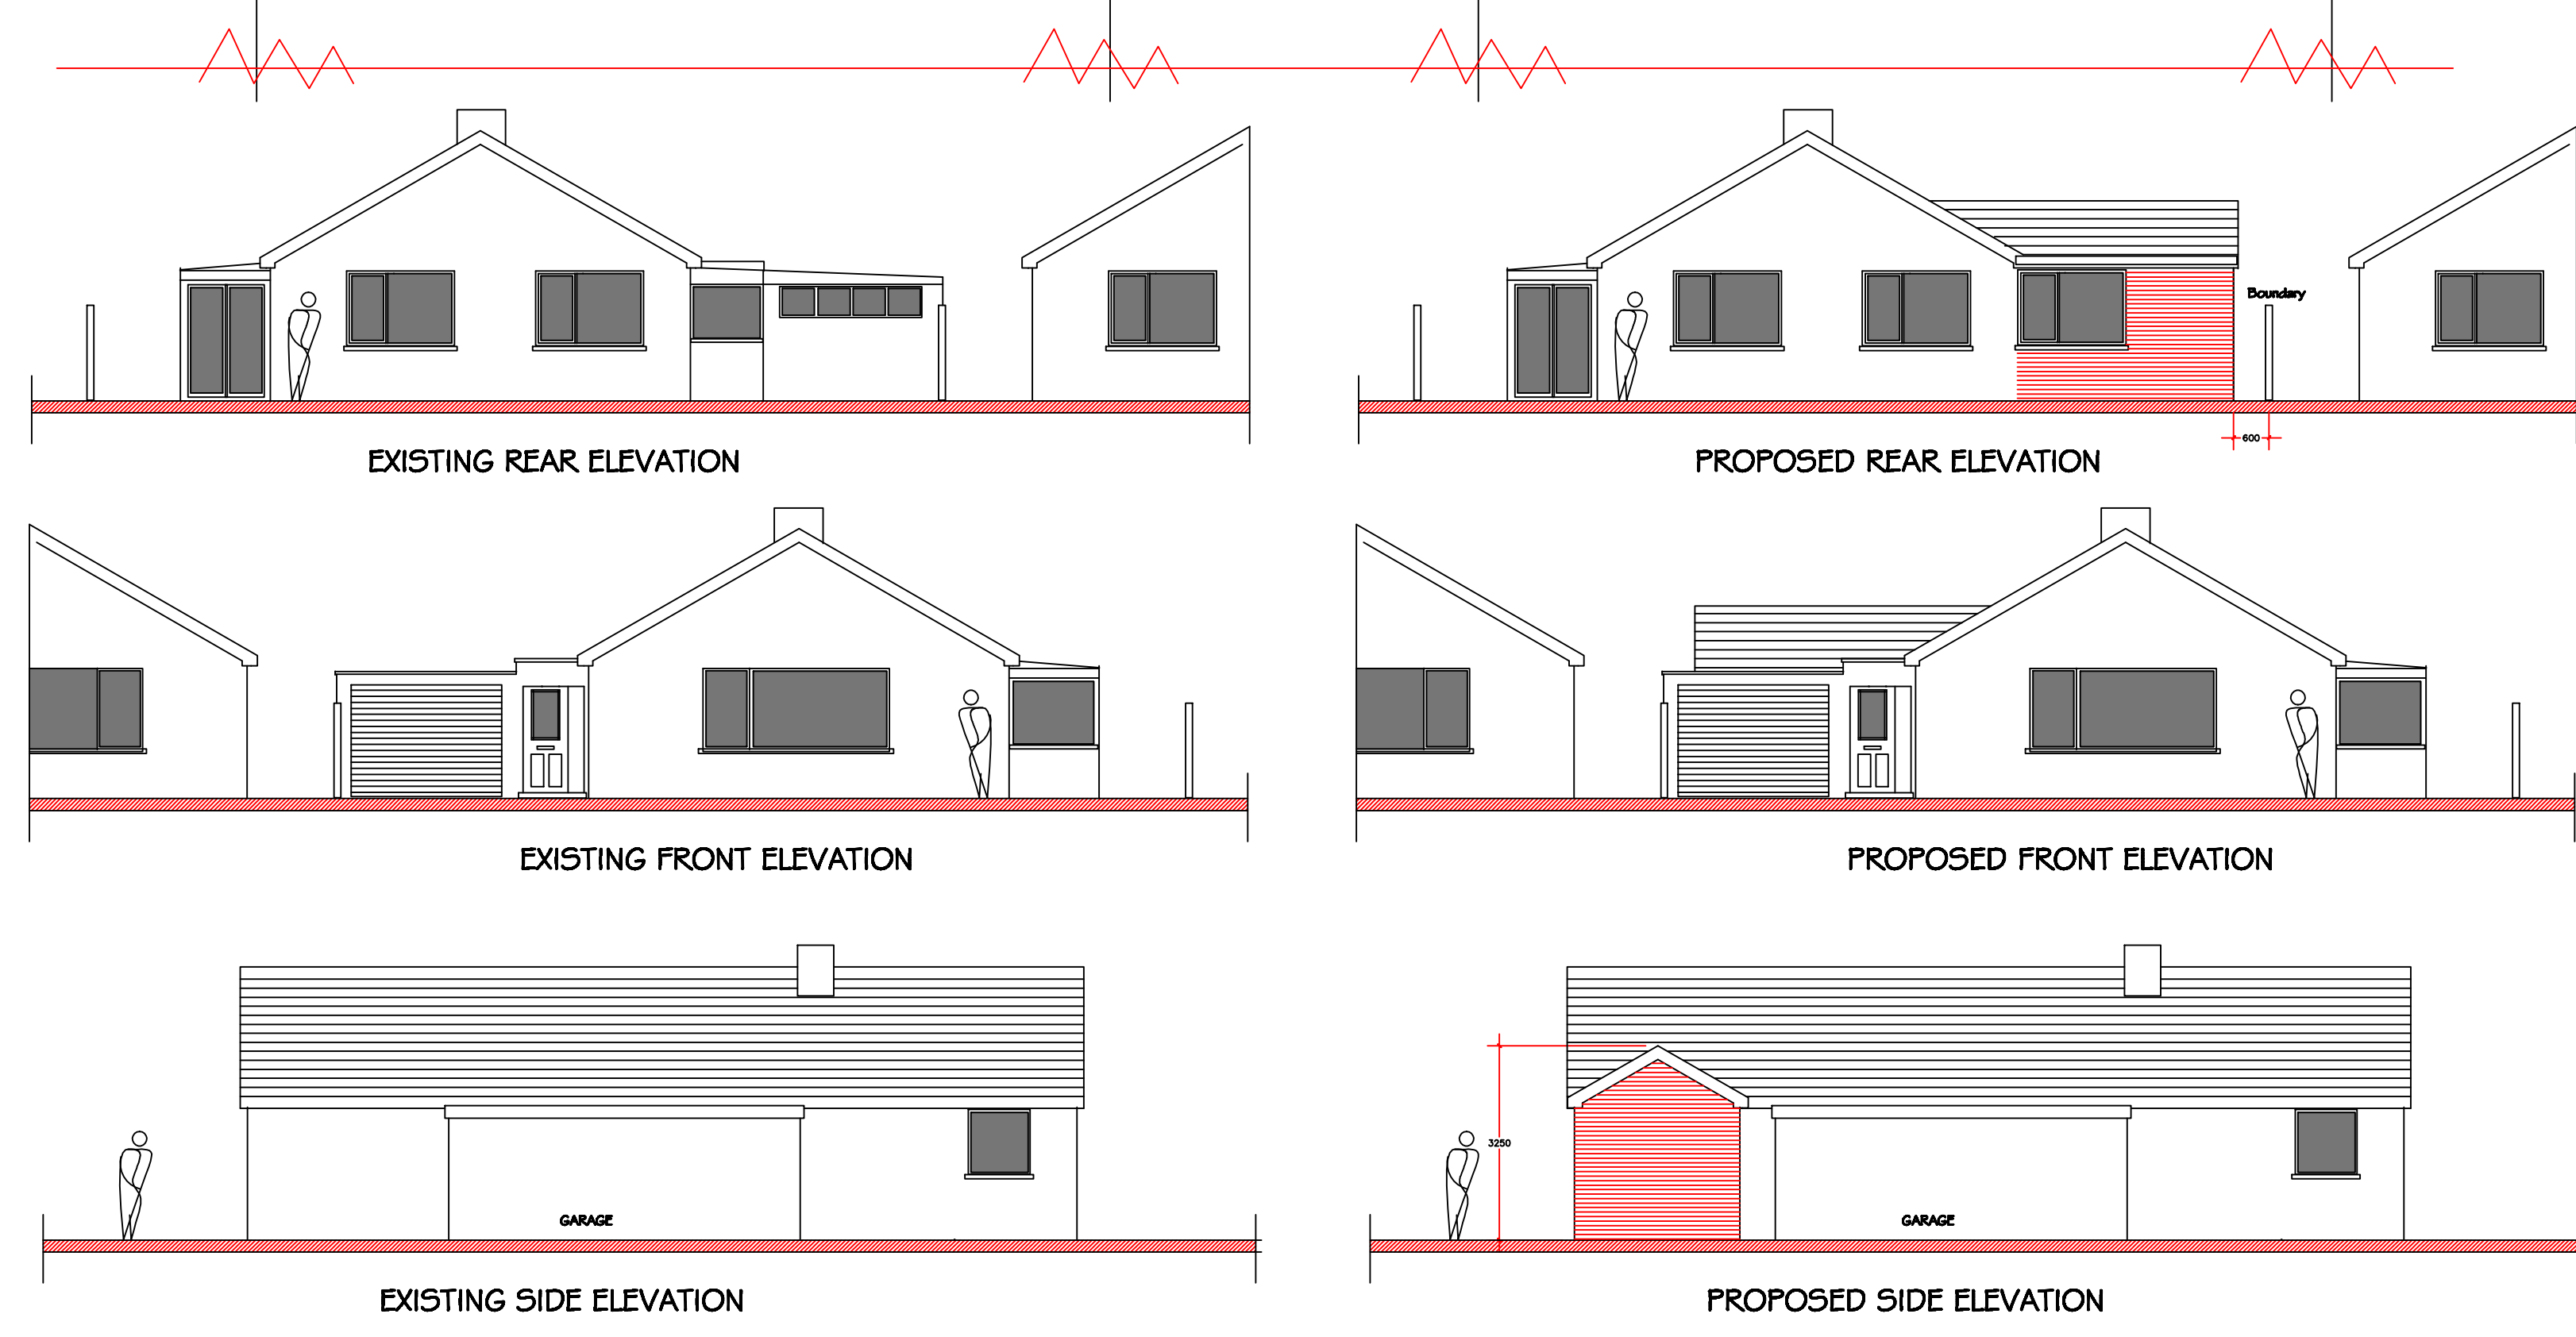 Boundary
600
EXISTING REAR ELEVATION
PROPOSED REAR ELEVATION
EXISTING FRONT ELEVATION
PROPOSED FRONT ELEVATION
3250
GARAGE
GARAGE
EXISTING SIDE ELEVATION
PROPOSED SIDE ELEVATION